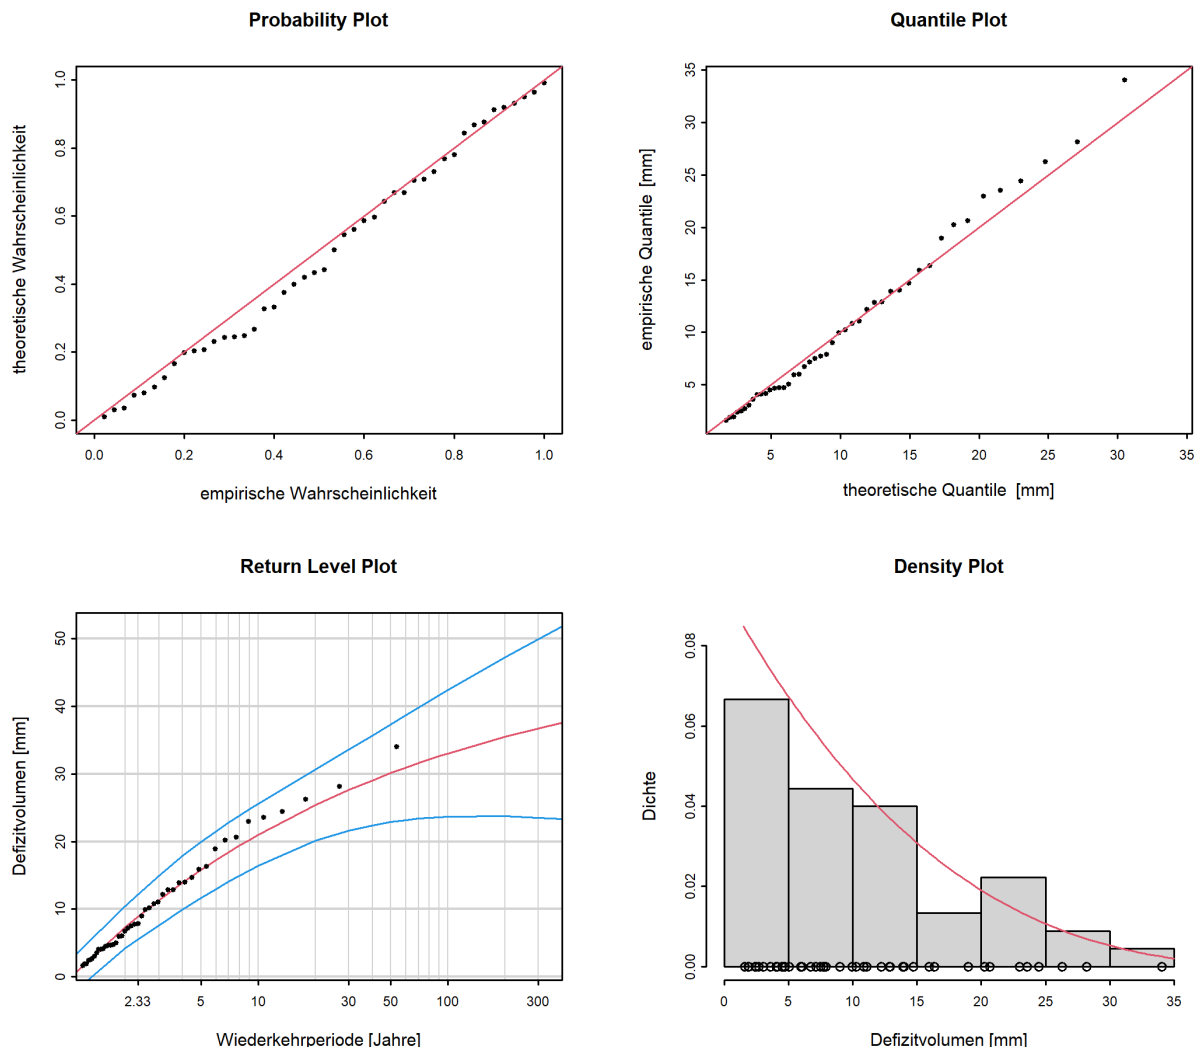 Probability Plot
theoretische Wahrscheinlichkeit
0.0 0.2 0.4 0.6 0.8 1.0
0.0 0.2 0.4 0.6 0.8 1.0
empirische Wahrscheinlichkeit
Quantile Plot
empirische Quantile [mm]
5 10 15 20 25 30 35
5 10 15 20 25 30 35
theoretische Quantile [mm]
Return Level Plot
Defizitvolumen [mm]
0 10 20 30 40 50
2.33 5 10 30 50 100 300
Wiederkehrperiode [Jahre]
Density Plot
Dichte
0.00 0.02 0.04 0.06 0.08
0 5 10 15 20 25 30 35
Defizitvolumen [mm]